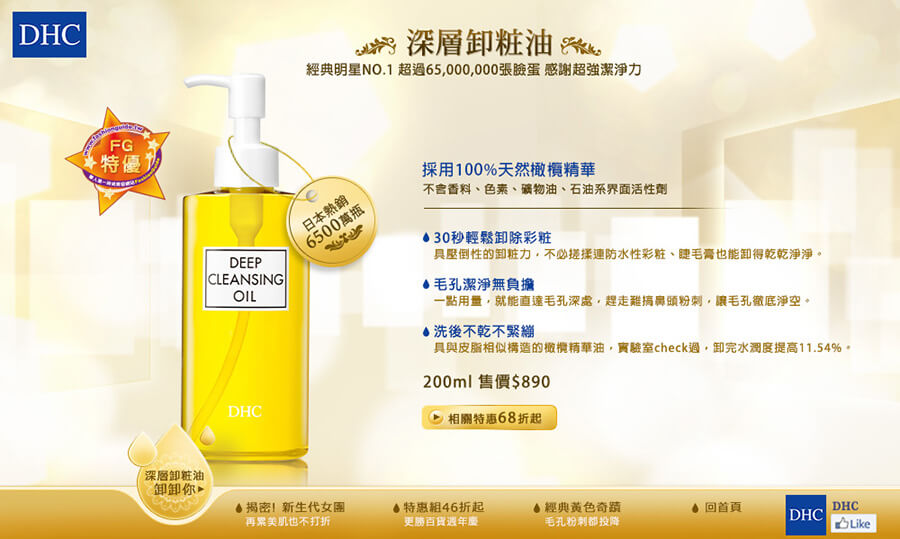 DHC
深層卸粧油
經典明星NO.1 超過65,000,000張臉蛋 感謝超強潔淨力
www.fashionguide.com.tw
FG
特優
日本熱銷
6500萬瓶
DEEP
CLEANSING
OIL
DHC
採用100%天然橄欖精華
不含香料、色素、礦物油、石油系界面活性劑
30秒輕鬆卸除彩粧
具壓倒性的卸粧力，不必搓揉連防水性彩粧、睫毛膏也能卸得乾乾淨淨。
毛孔潔淨無負擔
一點用量，就能直達毛孔深處，趕走難搞鼻頭粉刺，讓毛孔徹底淨空。
洗後不乾不緊繃
具與皮脂相似構造的橄欖精華油，實驗室check過，卸完水潤度提高11.54%。
200ml 售價$890
相關特惠68折起
深層卸粧油
卸卸你
揭密! 新生代女團
再累美肌也不打折
特惠組46折起
更勝百貨週年慶
經典黃色奇蹟
毛孔粉刺都投降
回首頁
DHC
DHC
Like